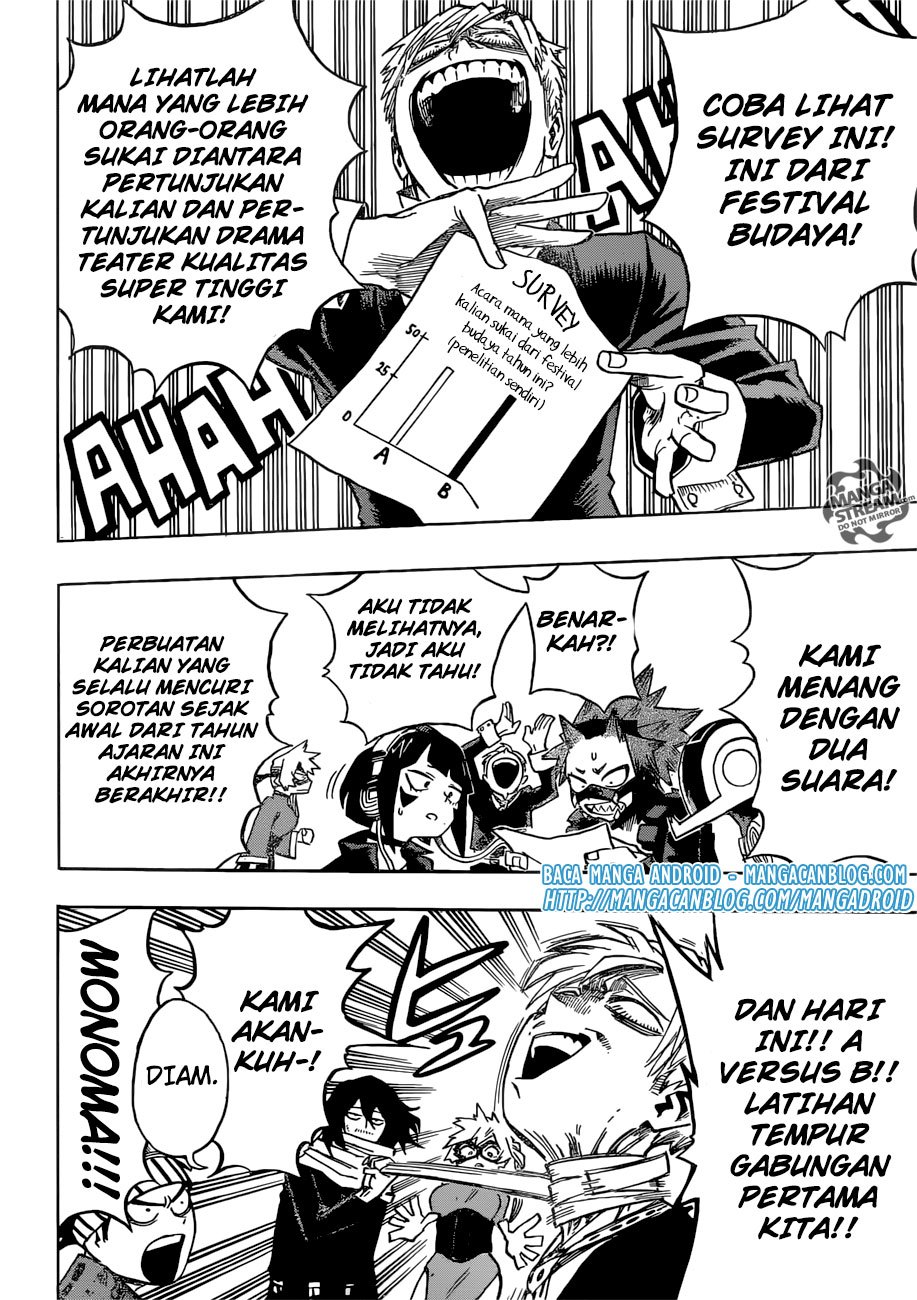 COBA LIHAT
SURVEY INI!
INI DARI
FESTIVAL
BUDAYA!
LIHATLAH
MANA YANG LEBIH
ORANG-ORANG
SUKAI DIANTARA
PERTUNJUKAN
KALIAN DAN PER-
TUNJUKAN DRAMA
TEATER KUALITAS
SUPER TINGGI
KAMI!
AHA
AHAH
SURVEY
Acara mana yang lebih
kalian sukai dari festival
budaya tahun ini?
(penelitian sendiri)
50
25
0
A
B
MANGA
STREAM.com
DO NOT MIRROR
KAMI
MENANG
DENGAN
DUA
SUARA!
BENAR-
KAH?!
AKU TIDAK
MELIHATNYA,
JADI AKU
TIDAK TAHU!
PERBUATAN
KALIAN YANG
SELALU MENCURI
SOROTAN SEJAK
AWAL DARI TAHUN
AJARAN INI
AKHIRNYA
BERAKHIR!!
BACA MANGA ANDROID - MANGACANBLOG.COM
HTTP://MANGACANBLOG.COM/MANGADROID
DAN HARI
INI!! A
VERSUS B!!
LATIHAN
TEMPUR
GABUNGAN
PERTAMA
KITA!!
ビュ
KAMI
AKAN-
KUH-!
DIAM.
MONOMA!!!